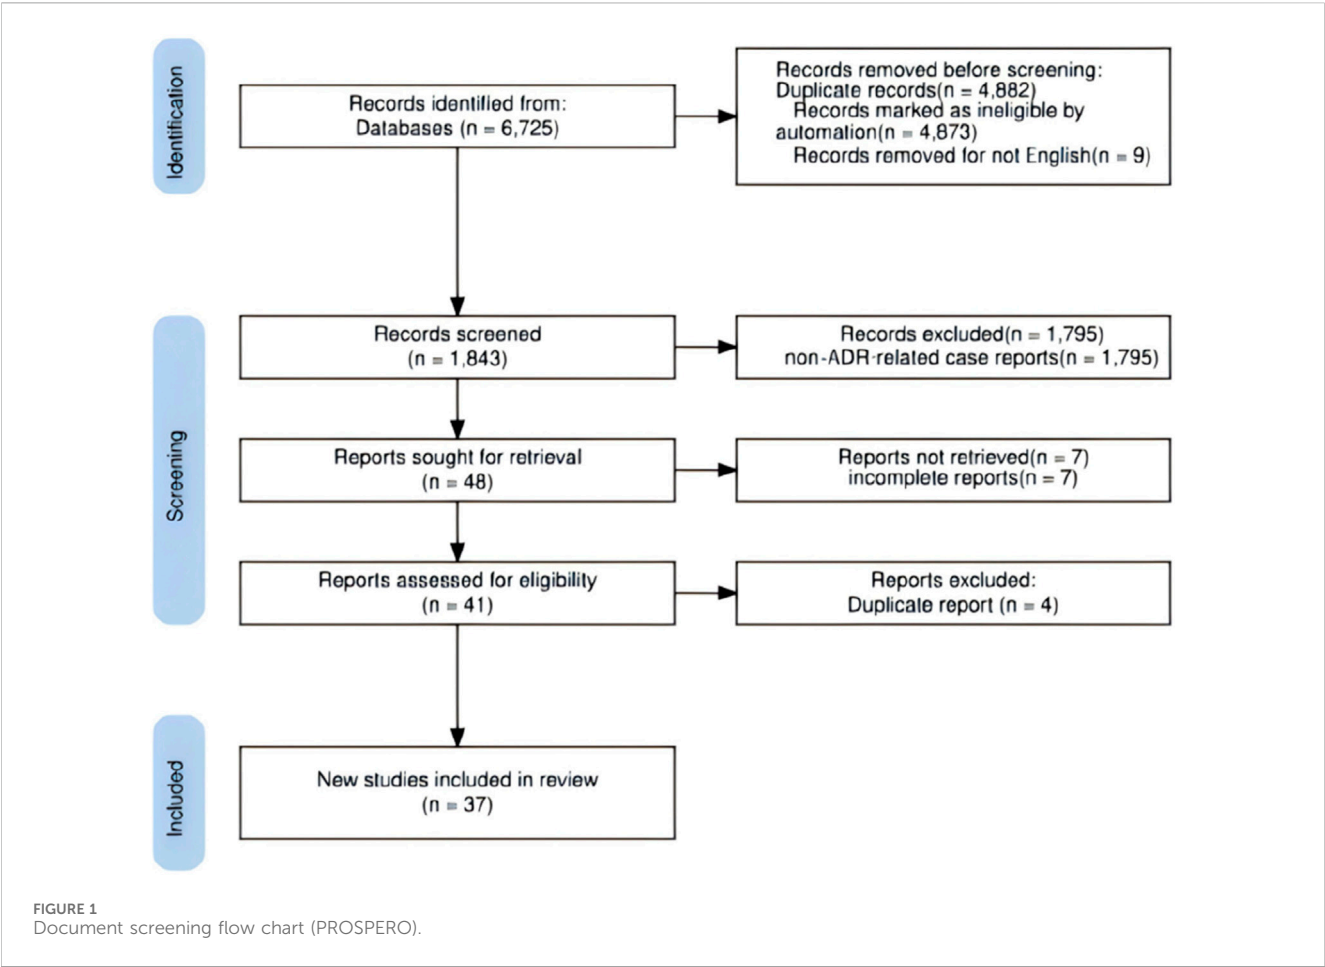 Identification
Records identified from:
Databases (n = 6,725)
Records removed before screening:
Duplicate records(n = 4,882)
Records marked as ineligible by
automation(n = 4,873)
Records removed for not English(n = 9)
Screening
Records screened
(n = 1,843)
Records excluded(n = 1,795)
non-ADR-related case reports(n = 1,795)
Reports sought for retrieval
(n = 48)
Reports not retrieved(n = 7)
incomplete reports(n = 7)
Reports assessed for eligibility
(n = 41)
Reports excluded:
Duplicate report (n = 4)
Included
New studies included in review
(n = 37)
FIGURE 1
Document screening flow chart (PROSPERO).